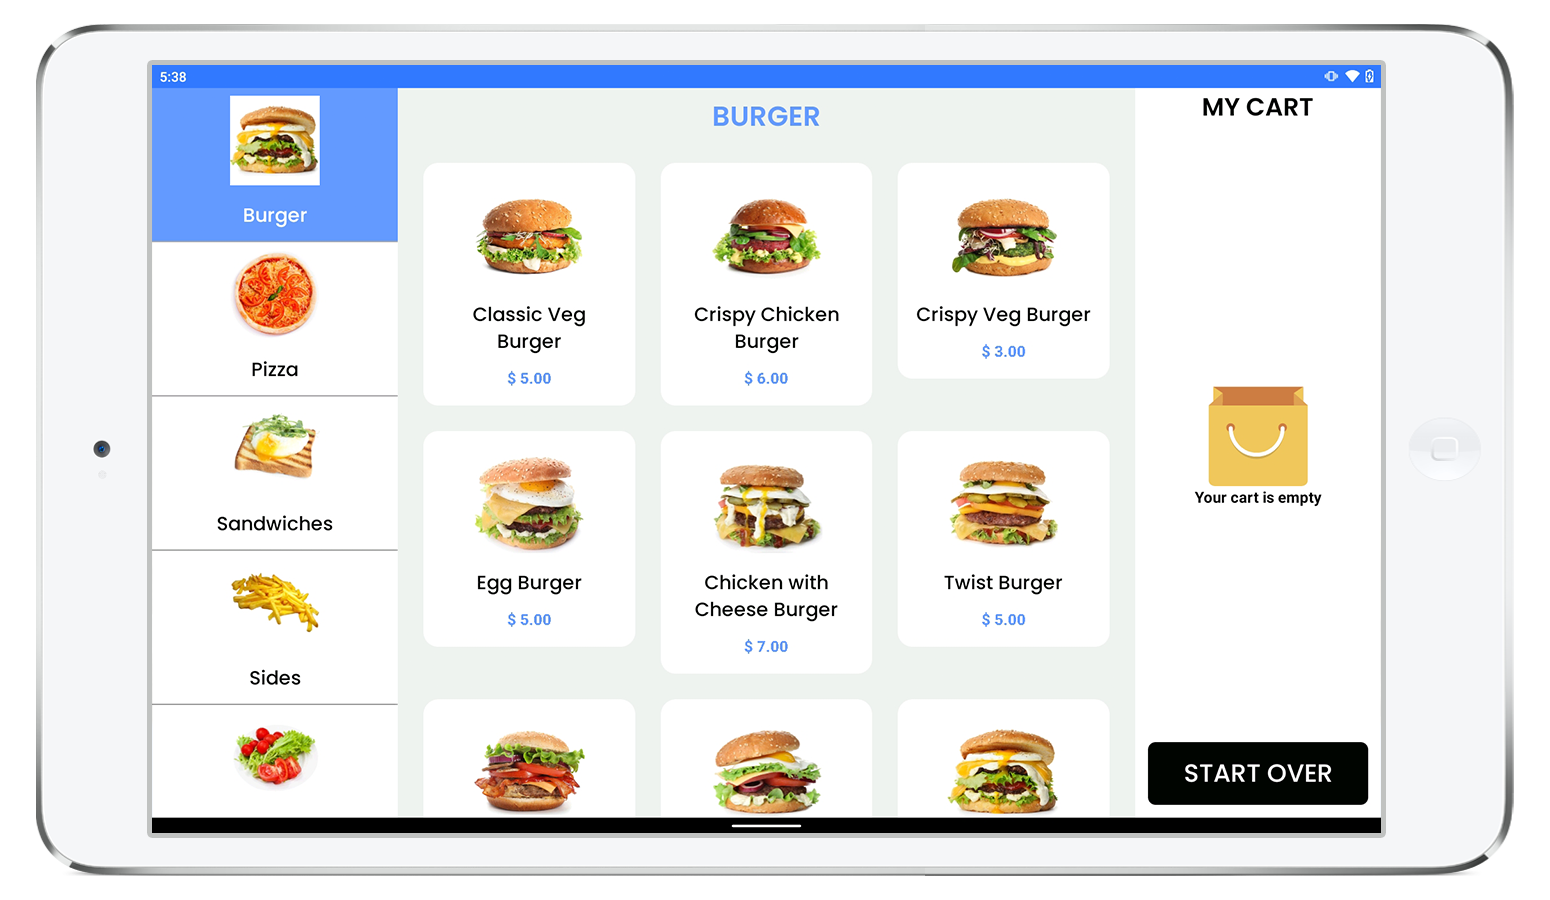 5:38
Burger
Pizza
Sandwiches
Sides
BURGER
Classic Veg
Burger
$ 5.00
Crispy Chicken
Burger
$ 6.00
Crispy Veg Burger
$ 3.00
Egg Burger
$ 5.00
Chicken with
Cheese Burger
$ 7.00
Twist Burger
$ 5.00
MY CART
Your cart is empty
START OVER